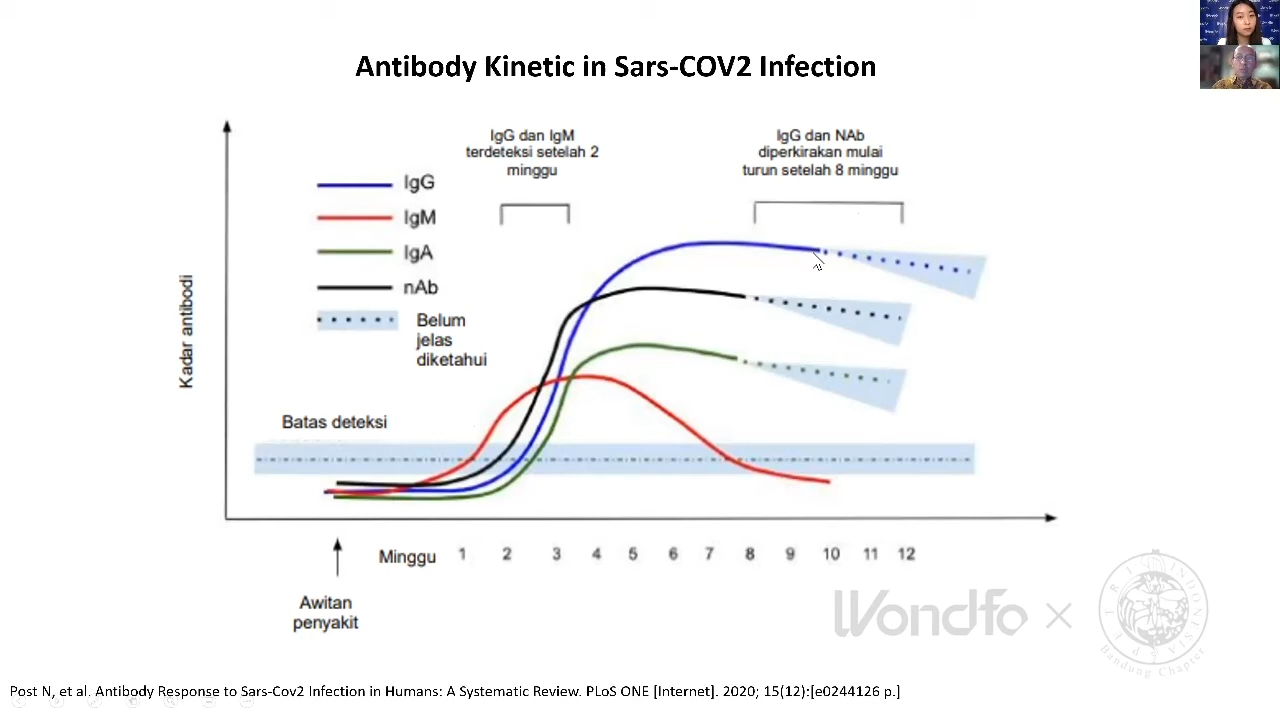 Antibody Kinetic in Sars-COV2 Infection
IgG dan IgM
terdeteksi setelah 2
minggu
IgG dan NAb
diperkirakan mulai
turun setelah 8 minggu
IgG
IgM
IgA
nAb
Belum
jelas
diketahui
Kadar antibodi
Batas deteksi
Minggu 1 2 3 4 5 6 7 8 9 10 11 12
Awitan
penyakit
Wondfo ×
Bandung Chapter
Post N, et al. Antibody Response to Sars-Cov2 Infection in Humans: A Systematic Review. PLoS ONE [Internet]. 2020; 15(12):[e0244126 p.]